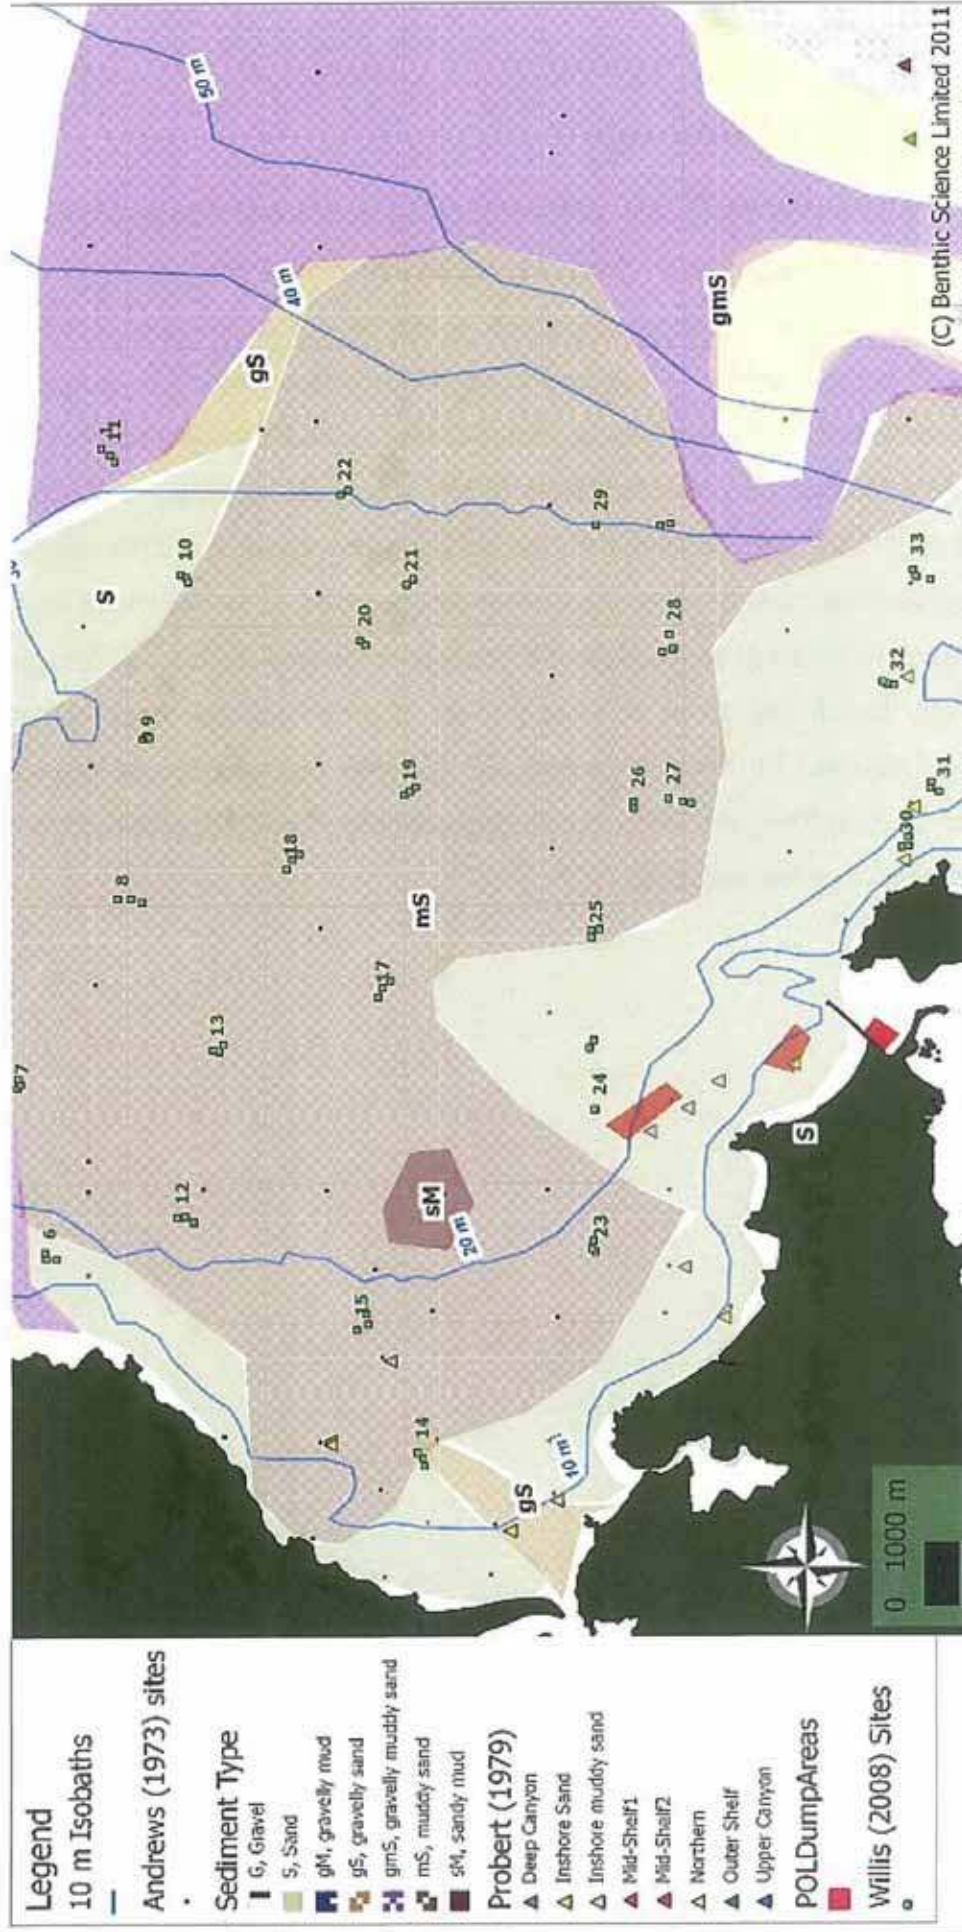 Legend
10 m Isobaths
Andrews (1973) sites
Sediment Type
G, Gravel
S, Sand
gM, gravelly mud
gS, gravelly sand
gmS, gravelly muddy sand
mS, muddy sand
sM, sandy mud
Probert (1979)
Deep Canyon
Inshore Sand
Inshore muddy sand
Mid-Shelf1
Mid-Shelf2
Northern
Outer Shelf
Upper Canyon
POLDumpAreas
Willis (2008) Sites
7
6
8
9
S
10
11
50 m
12
13
18
gS
40 m
15
17
19
20
21
22
14
sM
20 m
mS
gS
10 m
23
24
25
26
27
28
29
gmS
S
30
31
32
33
0 1000 m
(C) Benthic Science Limited 2011